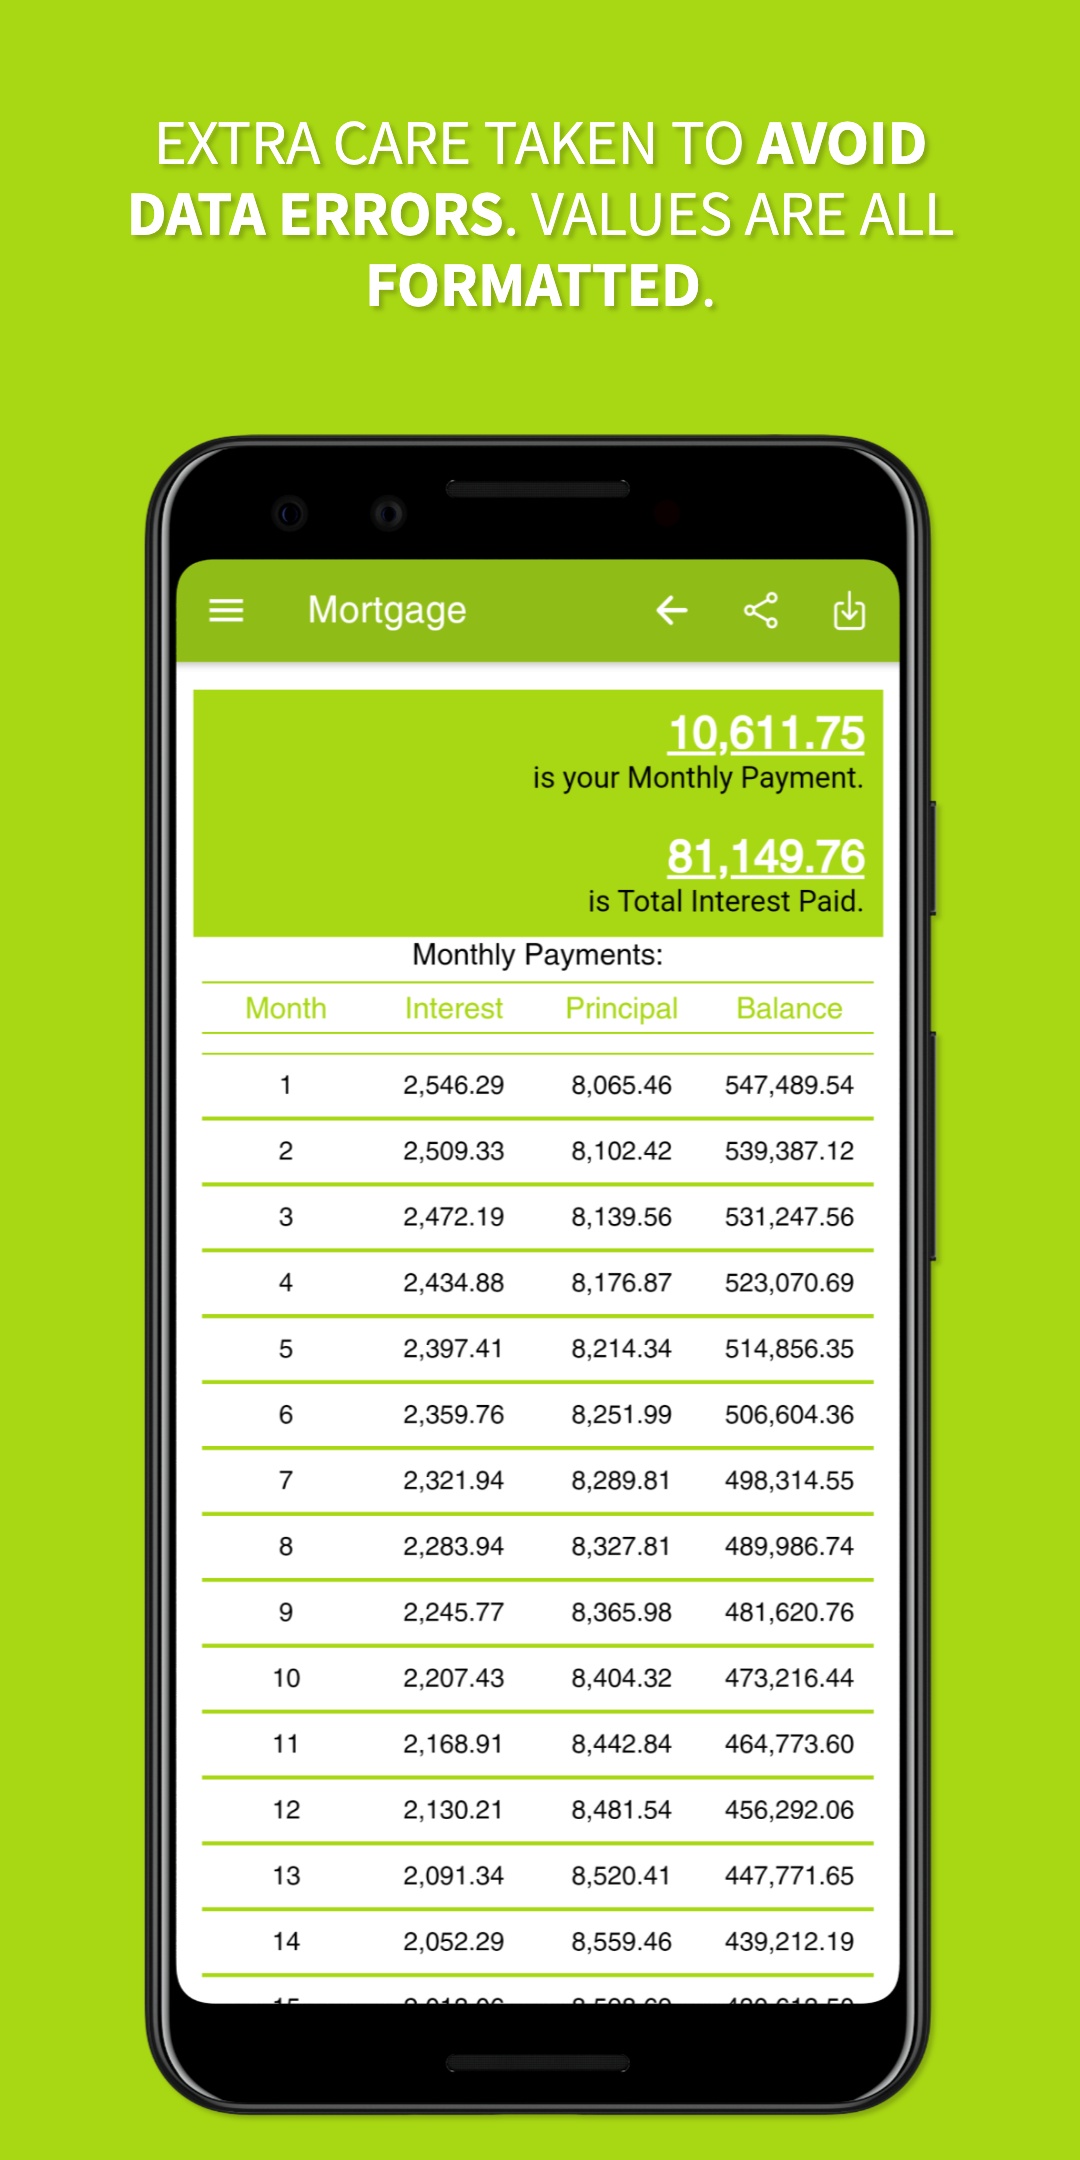 EXTRA CARE TAKEN TO AVOID
DATA ERRORS. VALUES ARE ALL
FORMATTED.
Mortgage
10,611.75
is your Monthly Payment.
81,149.76
is Total Interest Paid.
Monthly Payments:
Month Interest Principal Balance
1 2,546.29 8,065.46 547,489.54
2 2,509.33 8,102.42 539,387.12
3 2,472.19 8,139.56 531,247.56
4 2,434.88 8,176.87 523,070.69
5 2,397.41 8,214.34 514,856.35
6 2,359.76 8,251.99 506,604.36
7 2,321.94 8,289.81 498,314.55
8 2,283.94 8,327.81 489,986.74
9 2,245.77 8,365.98 481,620.76
10 2,207.43 8,404.32 473,216.44
11 2,168.91 8,442.84 464,773.60
12 2,130.21 8,481.54 456,292.06
13 2,091.34 8,520.41 447,771.65
14 2,052.29 8,559.46 439,212.19